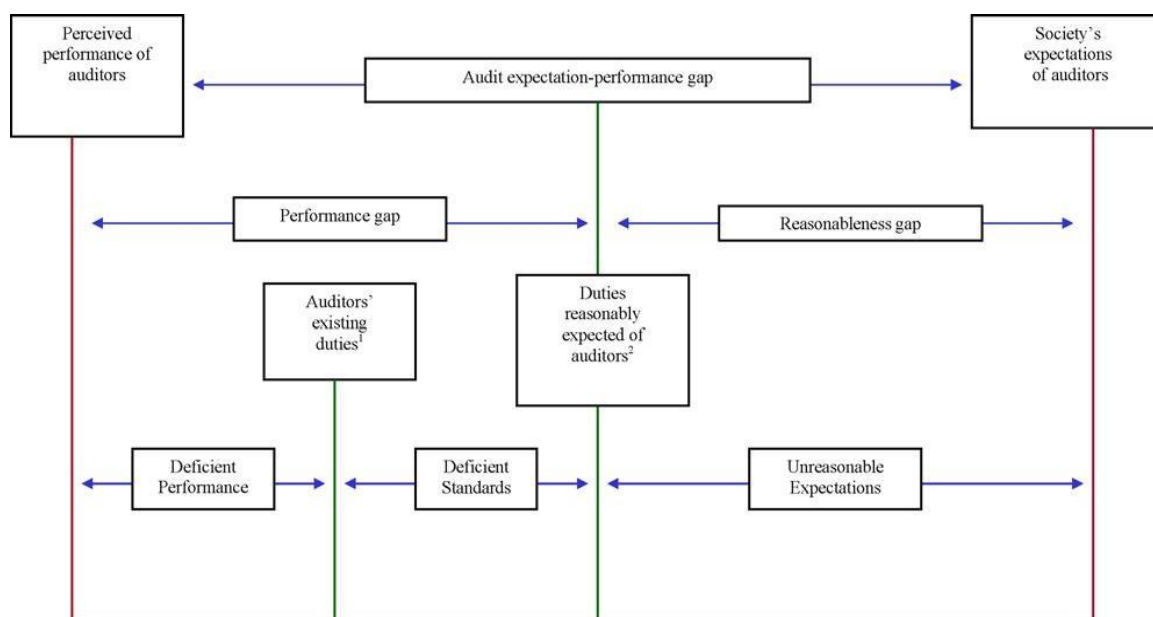 Perceived
performance of
auditors
Audit expectation-performance gap
Society's
expectations
of auditors
Performance gap
Reasonableness gap
Auditors'
existing
duties¹
Duties
reasonably
expected of
auditors²
Deficient
Performance
Deficient
Standards
Unreasonable
Expectations